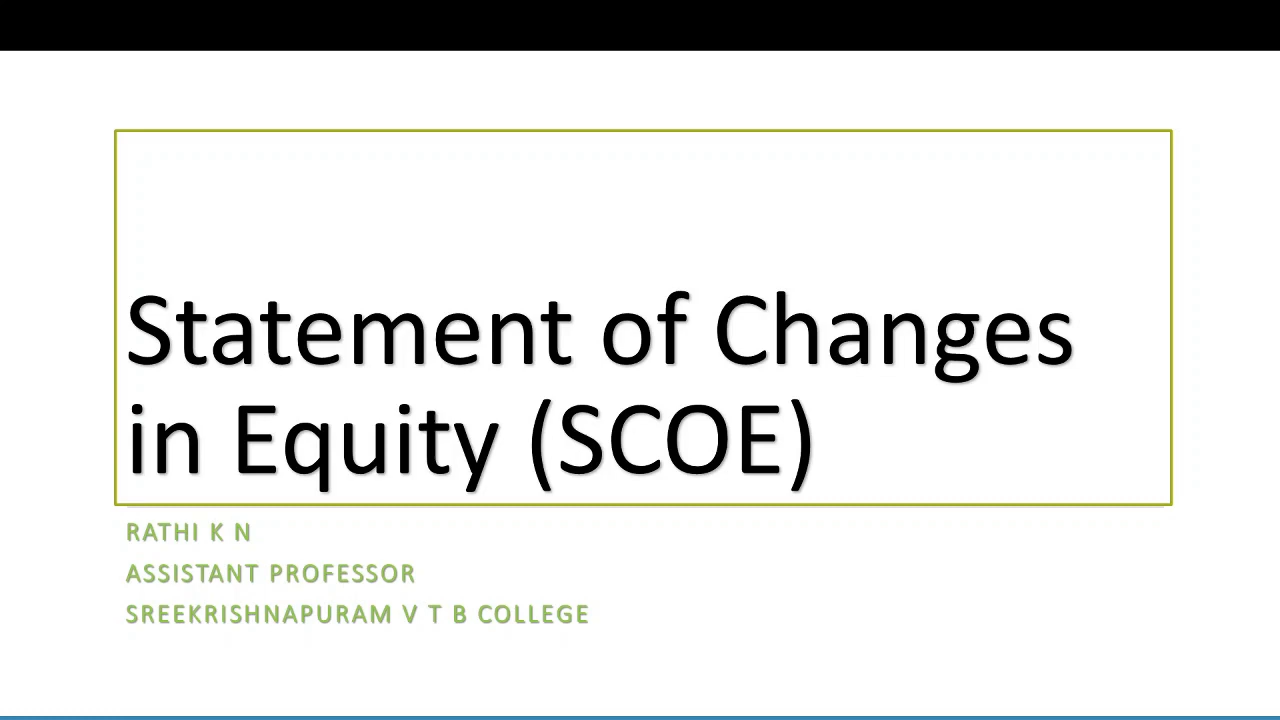 Statement of Changes
in Equity (SCOE)
RATHI K N
ASSISTANT PROFESSOR
SREEKRISHNAPURAM V T B COLLEGE